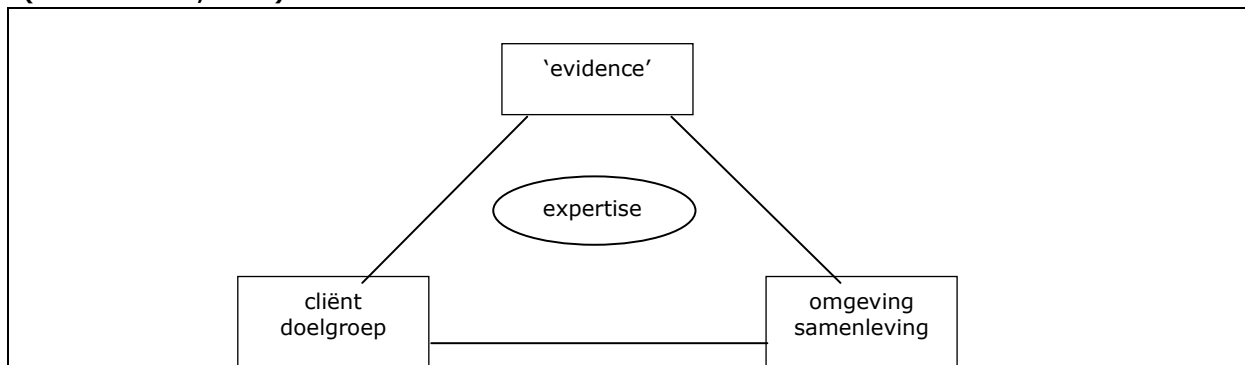 ‘evidence’
expertise
cliënt
doelgroep
omgeving
samenleving